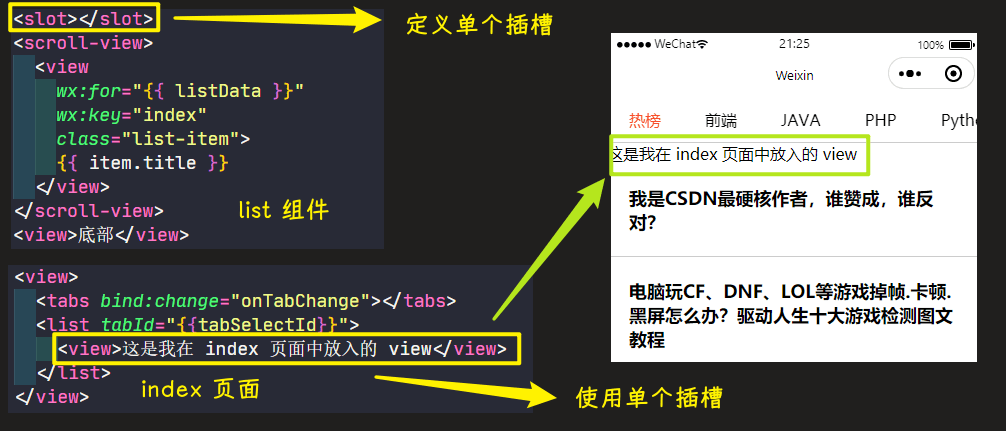 <slot></slot>
<scroll-view>
<view
wx:for="{{ listData }}"
wx:key="index"
class="list-item">
{{ item.title }}
</view>
</scroll-view>
<view>底部</view>
list 组件
定义单个插槽
<view>
<tabs bind:change="onTabChange"></tabs>
<list tabId="{{tabSelectId}}">
<view>这是我在 index 页面中放入的 view</view>
</list>
</view>
index 页面
使用单个插槽
WeChat 21:25 100%
Weixin
热榜 前端 JAVA PHP Pytho
这是我在 index 页面中放入的 view
我是CSDN最硬核作者，谁赞成，谁反
对？
电脑玩CF、DNF、LOL等游戏掉帧.卡顿.
黑屏怎么办？驱动人生十大游戏检测图文
教程